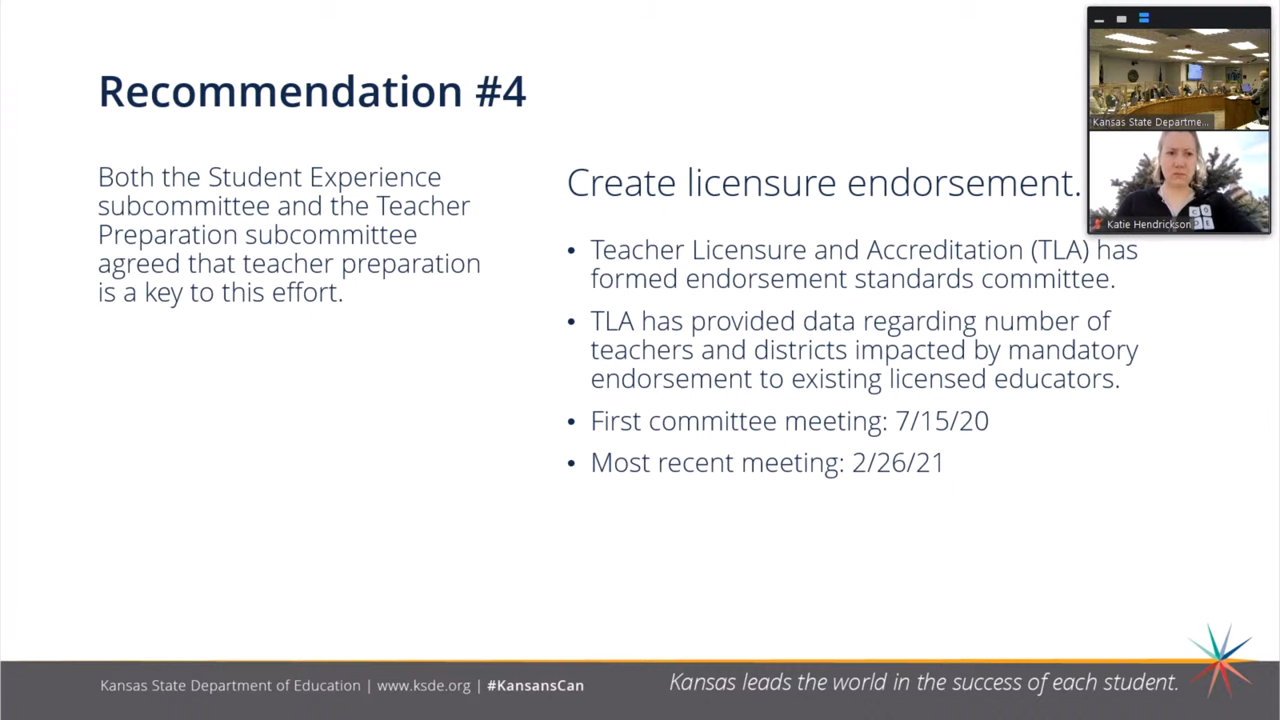 Recommendation #4
Both the Student Experience
subcommittee and the Teacher
Preparation subcommittee
agreed that teacher preparation
is a key to this effort.
Create licensure endorsement.
• Teacher Licensure and Accreditation (TLA) has
formed endorsement standards committee.
• TLA has provided data regarding number of
teachers and districts impacted by mandatory
endorsement to existing licensed educators.
• First committee meeting: 7/15/20
• Most recent meeting: 2/26/21
Kansas State Departme...
Katie Hendrickson
C O
D E
Kansas State Department of Education | www.ksde.org | #KansansCan
Kansas leads the world in the success of each student.